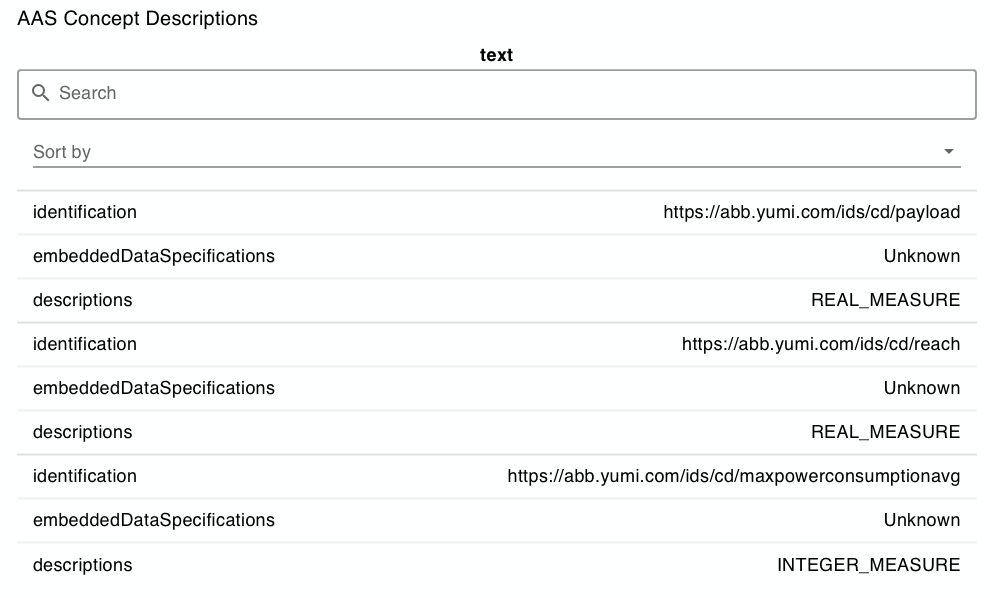 AAS Concept Descriptions
text
Search
Sort by
identification https://abb.yumi.com/ids/cd/payload
embeddedDataSpecifications Unknown
descriptions REAL_MEASURE
identification https://abb.yumi.com/ids/cd/reach
embeddedDataSpecifications Unknown
descriptions REAL_MEASURE
identification https://abb.yumi.com/ids/cd/maxpowerconsumptionavg
embeddedDataSpecifications Unknown
descriptions INTEGER_MEASURE